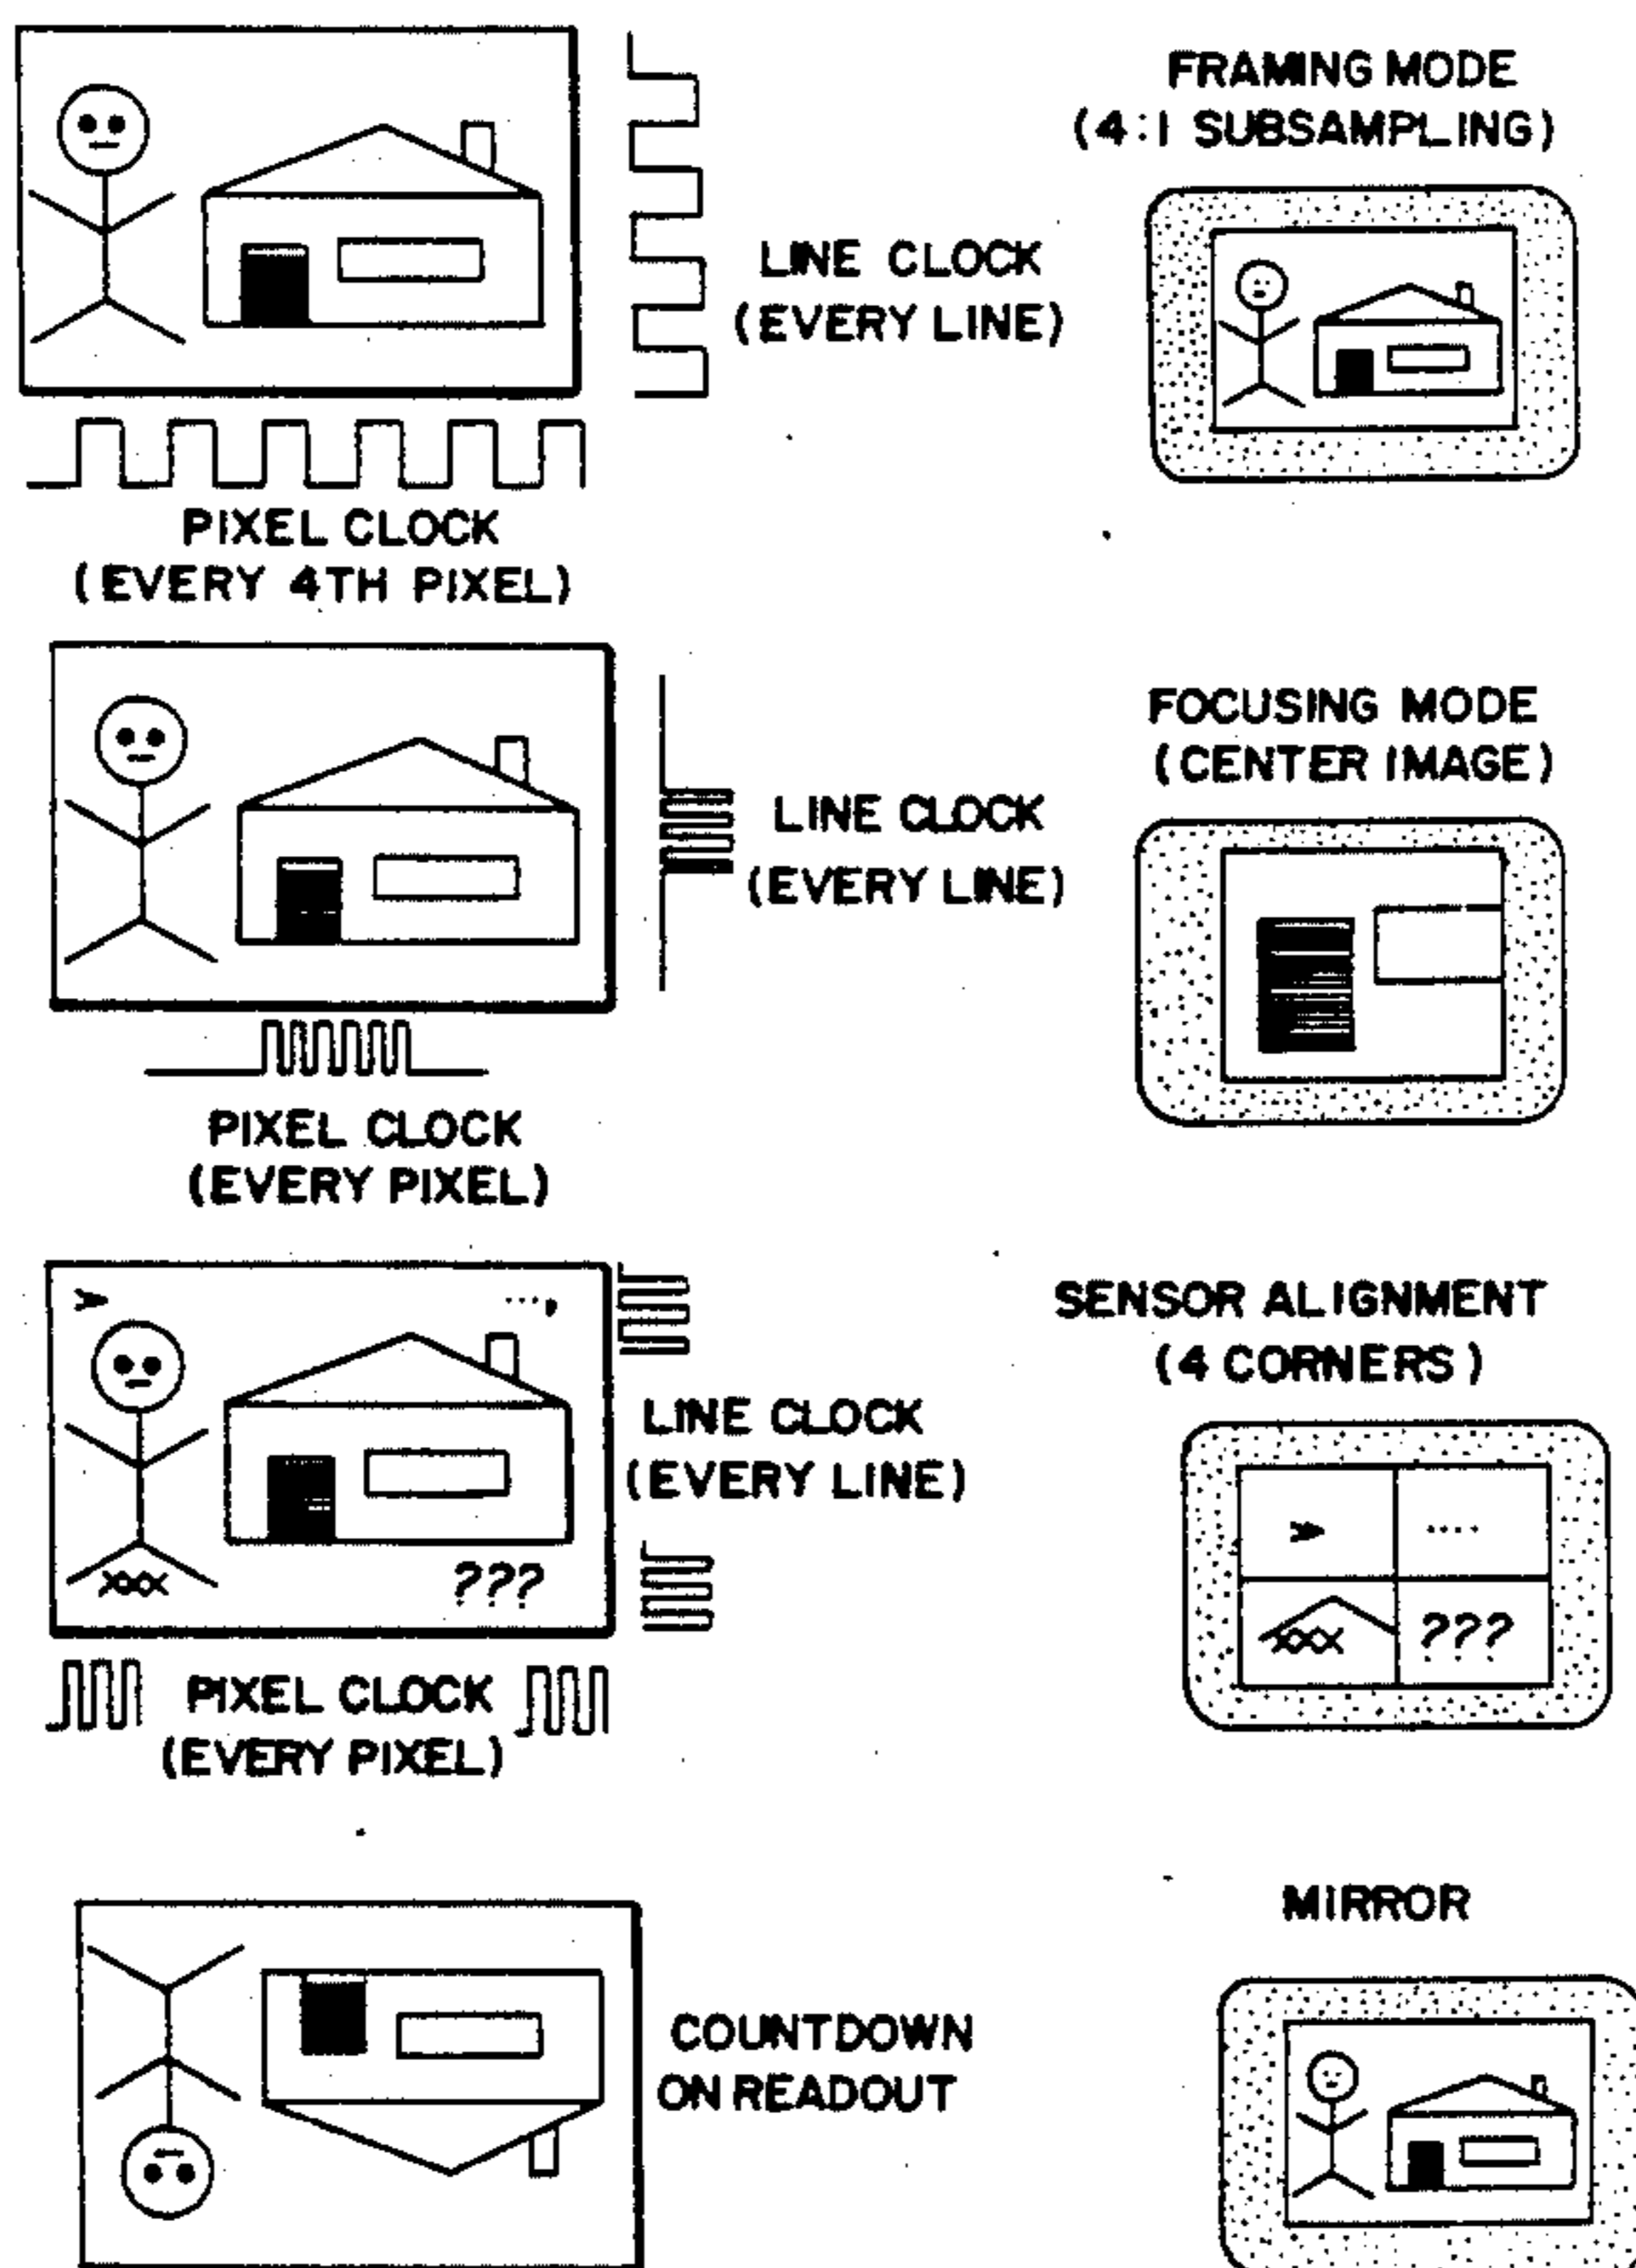 FRAMING MODE
(4:1 SUBSAMPLING)
LINE CLOCK
(EVERY LINE)
PIXEL CLOCK
(EVERY 4TH PIXEL)
FOCUSING MODE
(CENTER IMAGE)
LINE CLOCK
(EVERY LINE)
PIXEL CLOCK
(EVERY PIXEL)
SENSOR ALIGNMENT
(4 CORNERS)
LINE CLOCK
(EVERY LINE)
xxx
???
xxx
???
PIXEL CLOCK
(EVERY PIXEL)
MIRROR
COUNTDOWN
ON READOUT